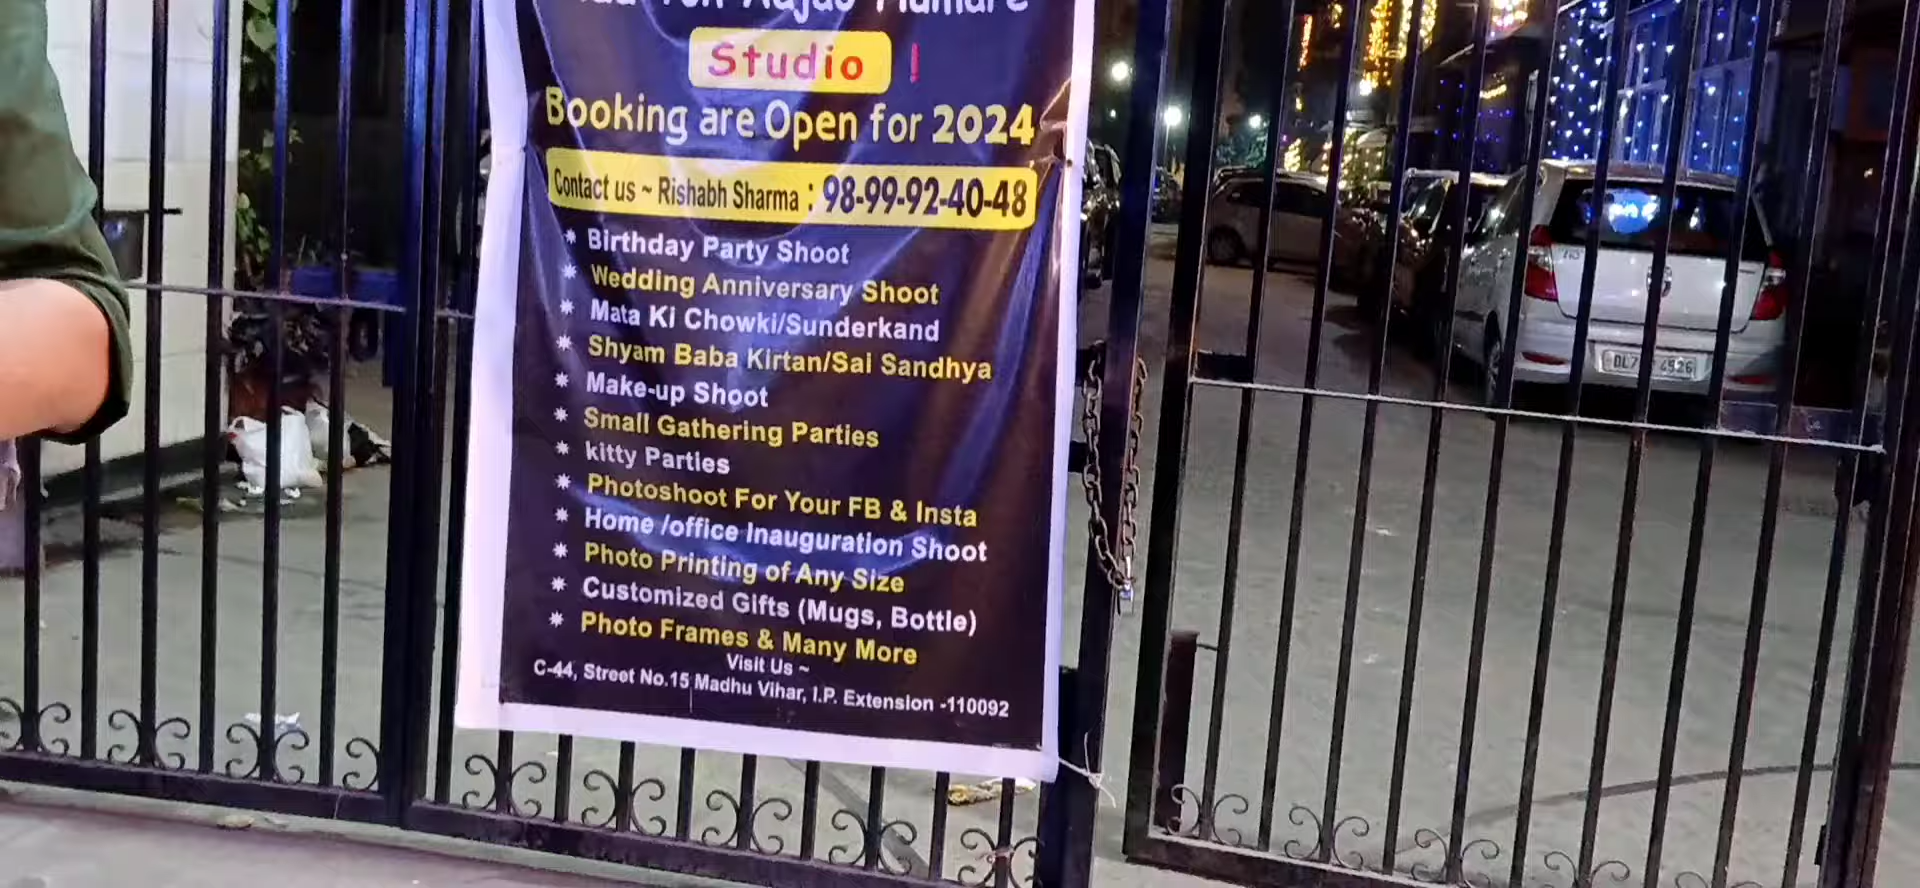 Aajao Hamare
Studio !
Booking are Open for 2024
Contact us ~ Rishabh Sharma : 98-99-92-40-48
* Birthday Party Shoot
* Wedding Anniversary Shoot
* Mata Ki Chowki/Sunderkand
* Shyam Baba Kirtan/Sai Sandhya
* Make-up Shoot
* Small Gathering Parties
* kitty Parties
* Photoshoot For Your FB & Insta
* Home /office Inauguration Shoot
* Photo Printing of Any Size
* Customized Gifts (Mugs, Bottle)
* Photo Frames & Many More
Visit Us ~
C-44, Street No.15 Madhu Vihar, I.P. Extension -110092